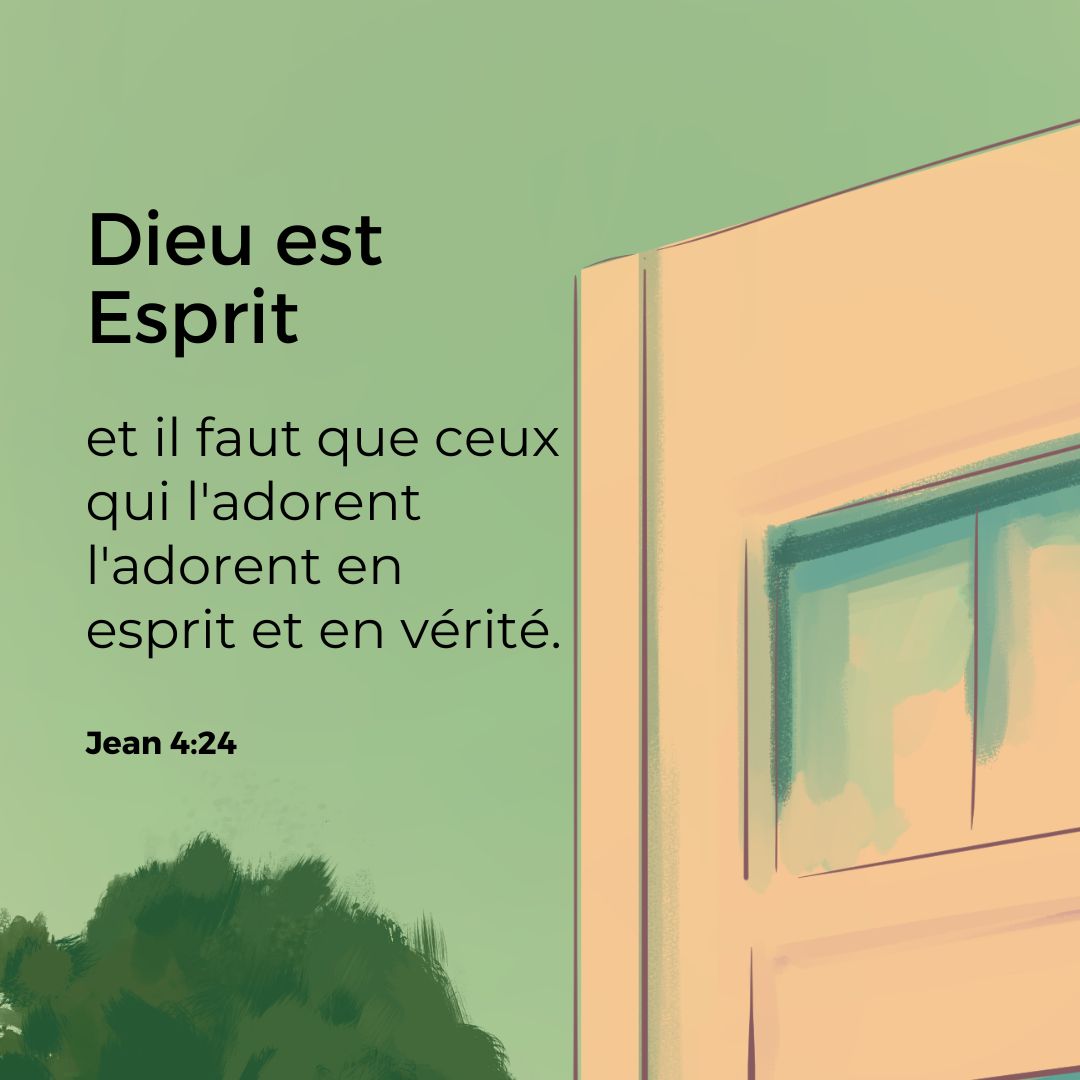 Dieu est
Esprit
et il faut que ceux
qui l'adorent
l'adorent en
esprit et en vérité.
Jean 4:24